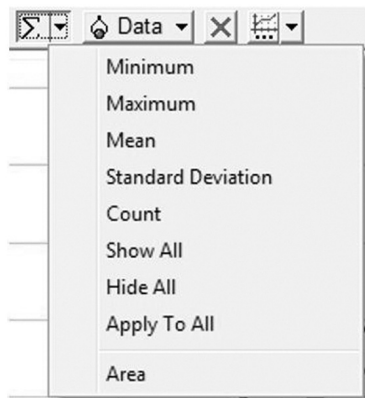 Σ Data
Minimum
Maximum
Mean
Standard Deviation
Count
Show All
Hide All
Apply To All
Area